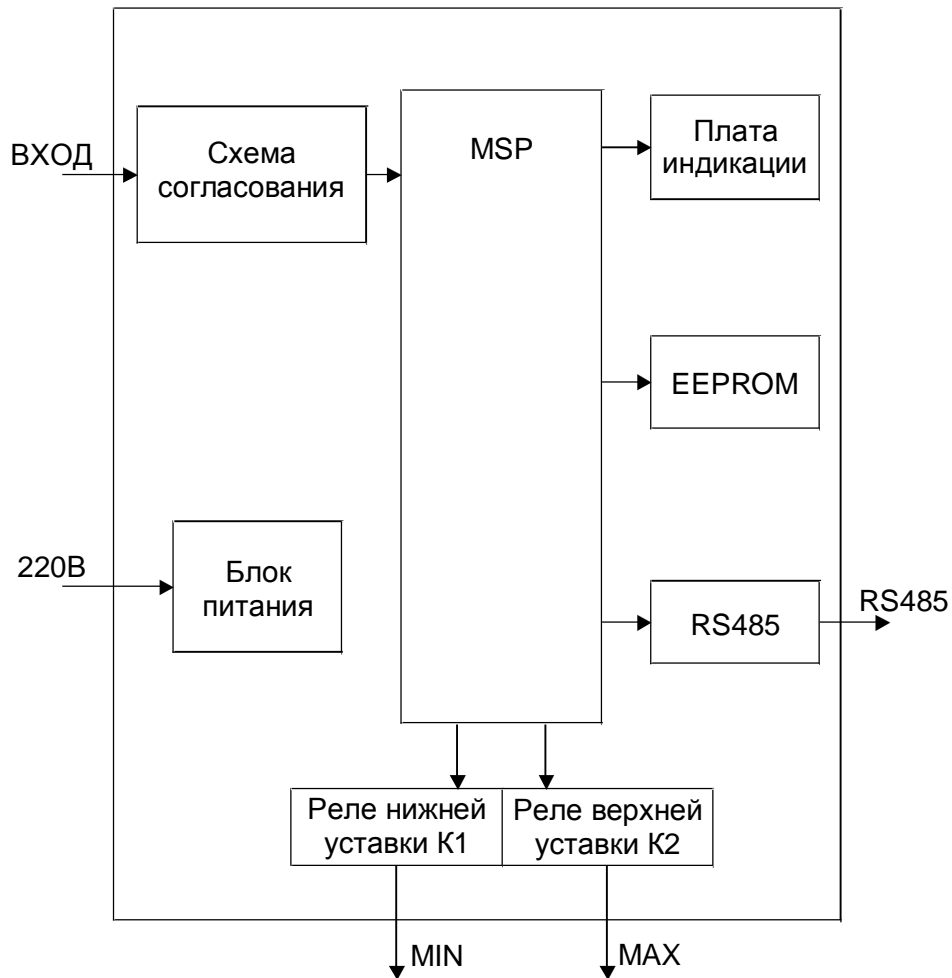 ВХОД
Схема
согласования
MSP
Плата
индикации
EEPROM
220В
Блок
питания
RS485
RS485
Реле нижней
уставки К1
Реле верхней
уставки К2
MIN
MAX